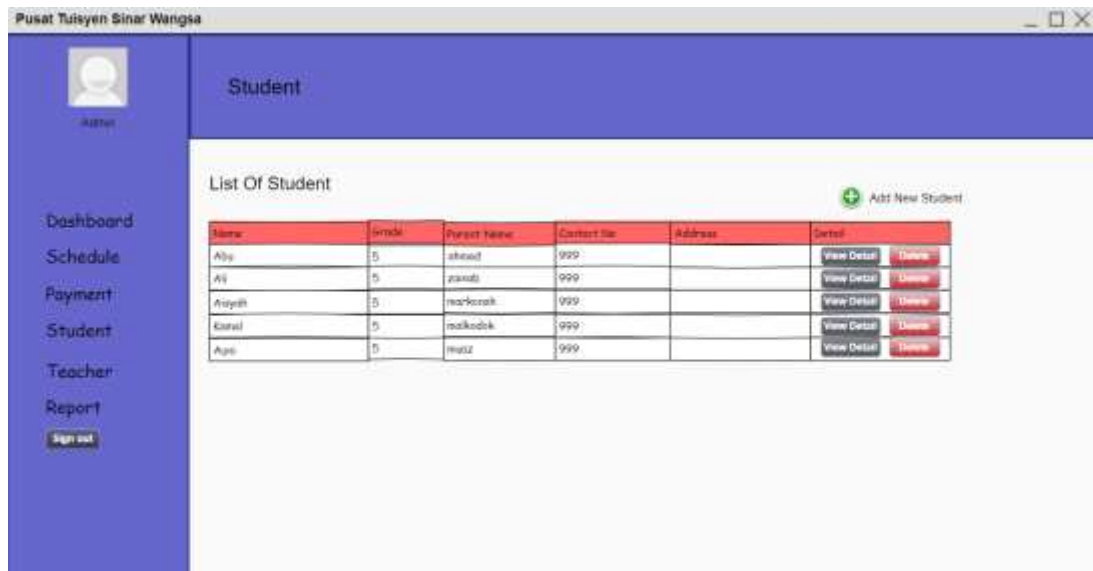 Pusat Tuisyen Sinar Wangsa
Admin
Student
Dashboard
Schedule
Payment
Student
Teacher
Report
Sign out
List Of Student
Add New Student
Name Grade Parent Name Contact No Address Detail
Abu 5 ahmad 999 View Detail Delete
Ali 5 zainab 999 View Detail Delete
5 999 View Detail Delete
Kamal 5 malkodok 999 View Detail Delete
5 999 View Detail Delete